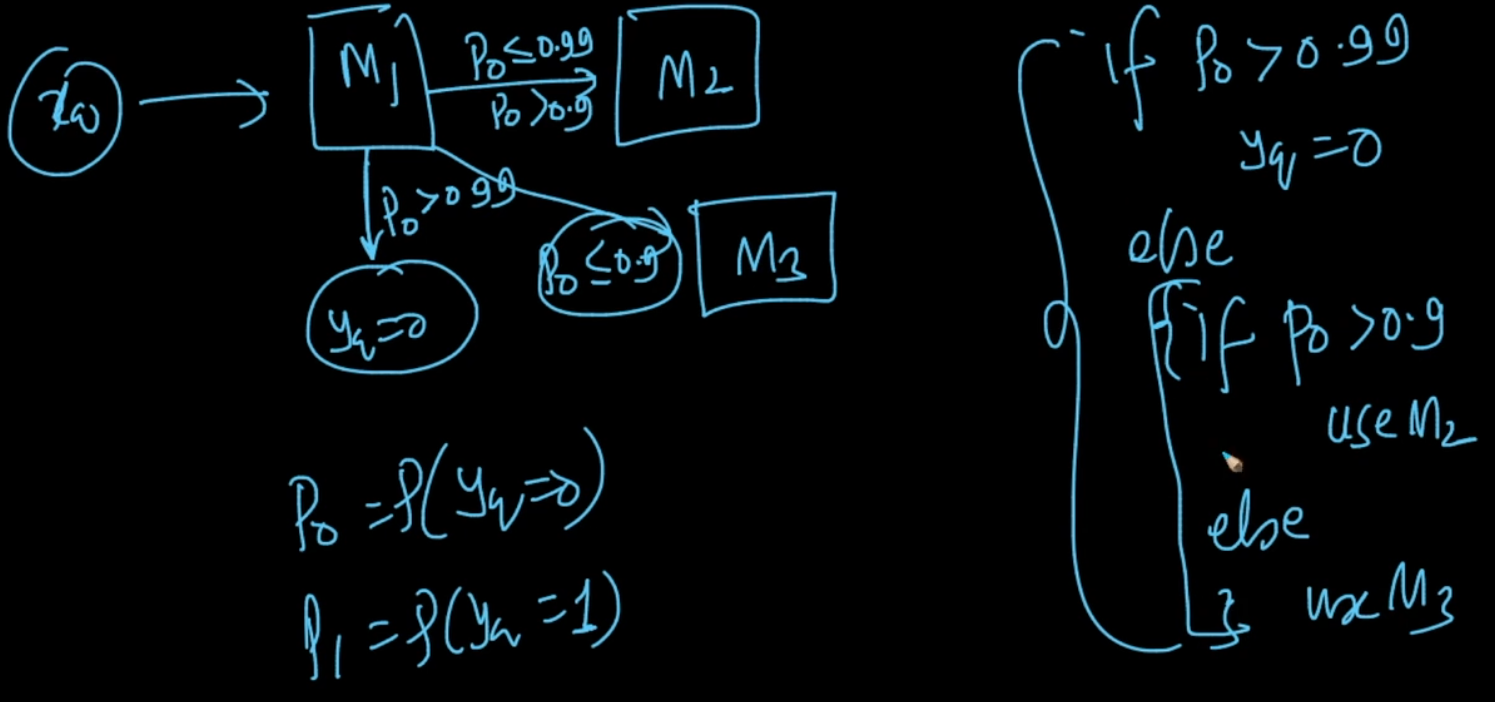 x_q
M_1
P_0 ≤ 0.99
P_0 > 0.9
M_2
P_0 > 0.99
y_q = 0
P_0 ≤ 0.9
M_3
P_0 = P(y_q = 0)
P_1 = P(y_q = 1)
if P_0 > 0.99
y_q = 0
else
{ if P_0 > 0.9
use M_2
else
use M_3
}